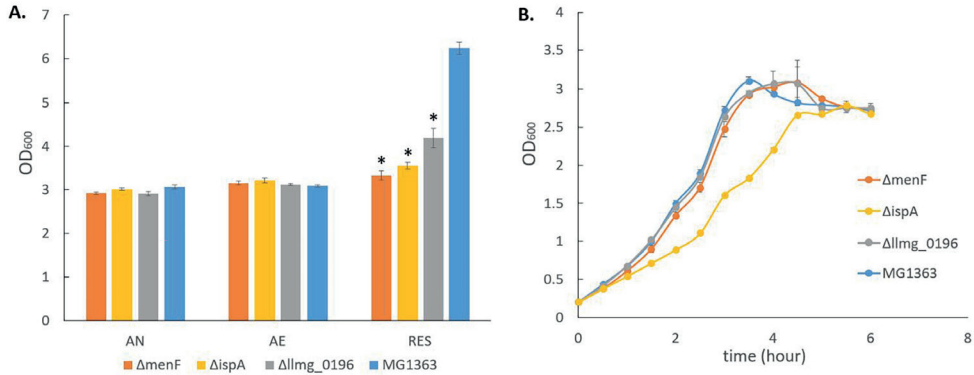 A.
7
6
5
4
3
2
1
0
OD600
* * *
AN AE RES
ΔmenF ΔispA Δllmg_0196 MG1363
B.
4
3.5
3
2.5
2
1.5
1
0.5
0
OD600
0 2 4 6 8
time (hour)
ΔmenF
ΔispA
Δllmg_0196
MG1363